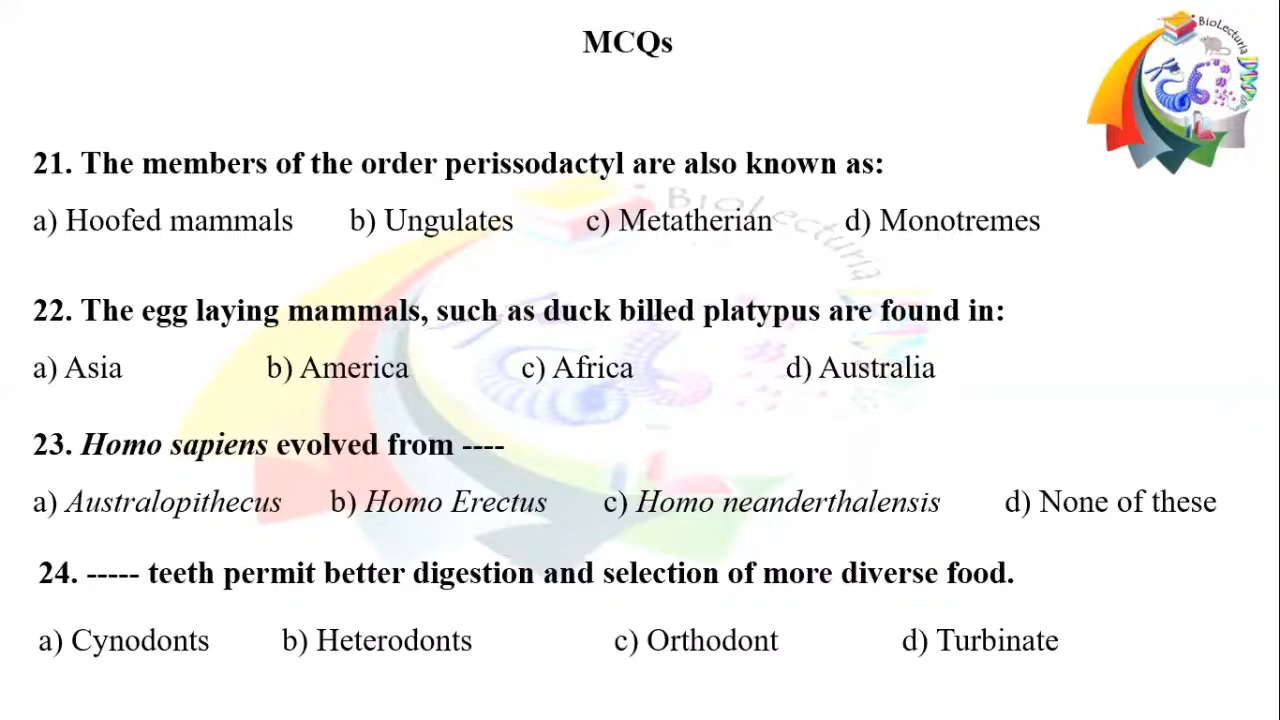 MCQs
BioLecturia
21. The members of the order perissodactyl are also known as:
a) Hoofed mammals b) Ungulates c) Metatherian d) Monotremes
BioLecturia
22. The egg laying mammals, such as duck billed platypus are found in:
a) Asia b) America c) Africa d) Australia
23. Homo sapiens evolved from ----
a) Australopithecus b) Homo Erectus c) Homo neanderthalensis d) None of these
24. ----- teeth permit better digestion and selection of more diverse food.
a) Cynodonts b) Heterodonts c) Orthodont d) Turbinate